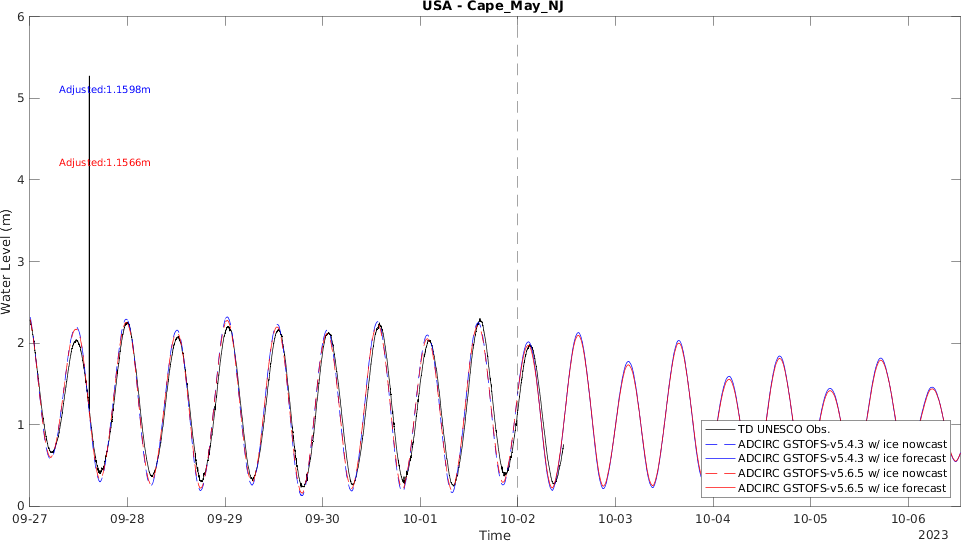 USA - Cape_May_NJ
6
5
4
3
2
1
0
Water Level (m)
Adjusted:1.1598m
Adjusted:1.1566m
TD UNESCO Obs.
ADCIRC GSTOFS-v5.4.3 w/ ice nowcast
ADCIRC GSTOFS-v5.4.3 w/ ice forecast
ADCIRC GSTOFS-v5.6.5 w/ ice nowcast
ADCIRC GSTOFS-v5.6.5 w/ ice forecast
09-27 09-28 09-29 09-30 10-01 10-02 10-03 10-04 10-05 10-06
Time
2023